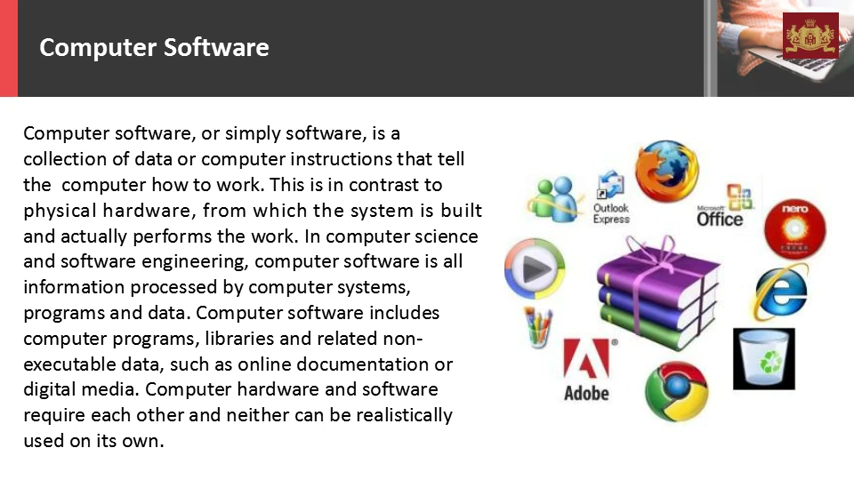 Computer Software
Computer software, or simply software, is a
collection of data or computer instructions that tell
the  computer how to work. This is in contrast to
physical hardware, from which the system is built
and actually performs the work. In computer science
and software engineering, computer software is all
information processed by computer systems,
programs and data. Computer software includes
computer programs, libraries and related non-
executable data, such as online documentation or
digital media. Computer hardware and software
require each other and neither can be realistically
used on its own.
Outlook
Express
Microsoft
Office
nero
Adobe